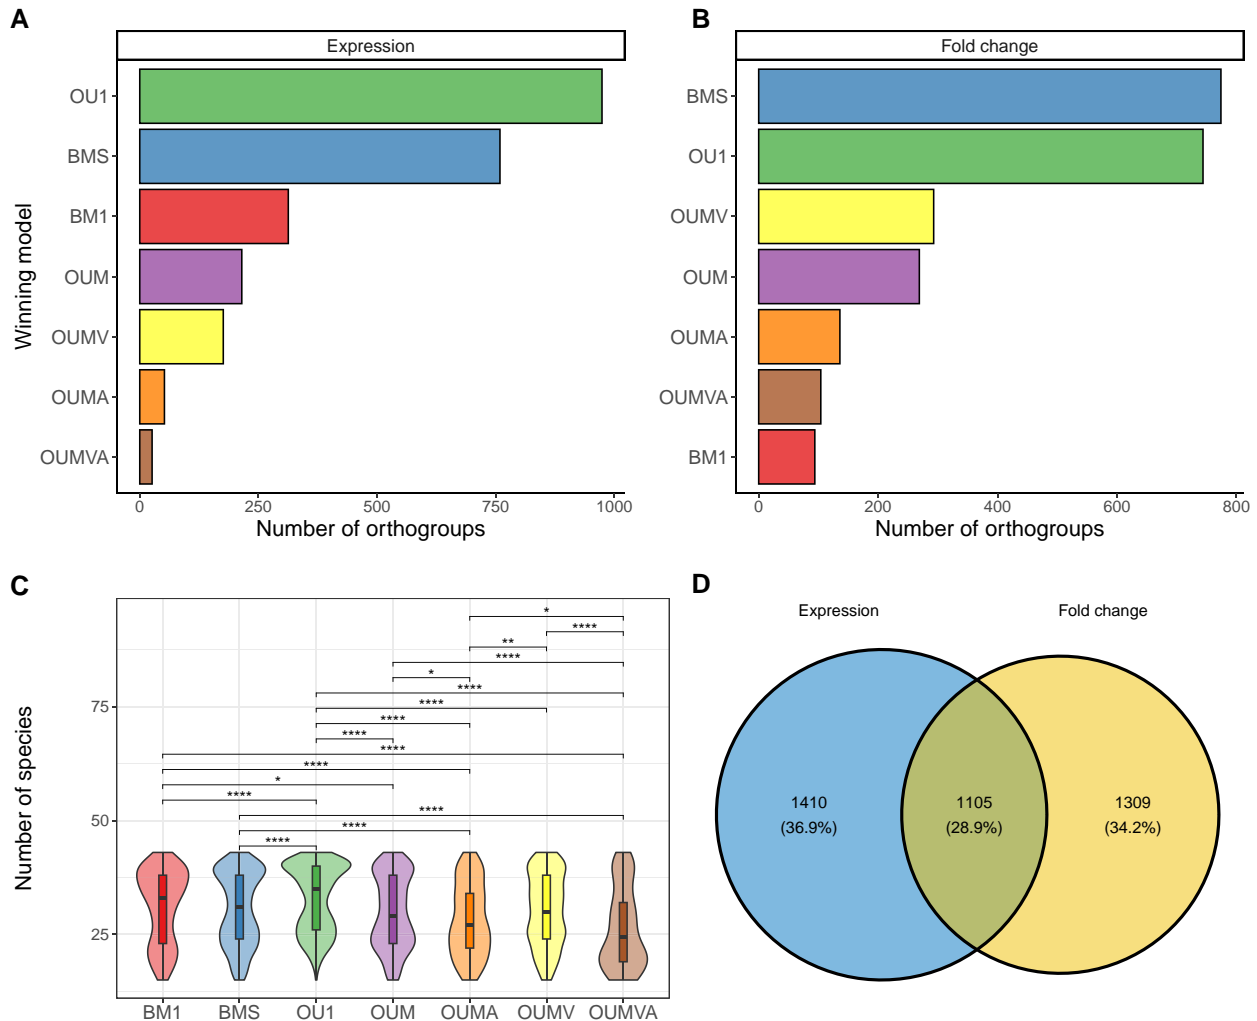 A
Expression
OU1
BMS
BM1
OUM
OUMV
OUMA
OUMVA
Winning model
0 250 500 750 1000
Number of orthogroups
B
Fold change
BMS
OU1
OUMV
OUM
OUMA
OUMVA
BM1
0 200 400 600 800
Number of orthogroups
C
Number of species
75
50
25
*
****
**
****
*
****
****
****
****
****
****
*
****
****
****
****
BM1 BMS OU1 OUM OUMA OUMV OUMVA
D
Expression Fold change
1410 1105 1309
(36.9%) (28.9%) (34.2%)